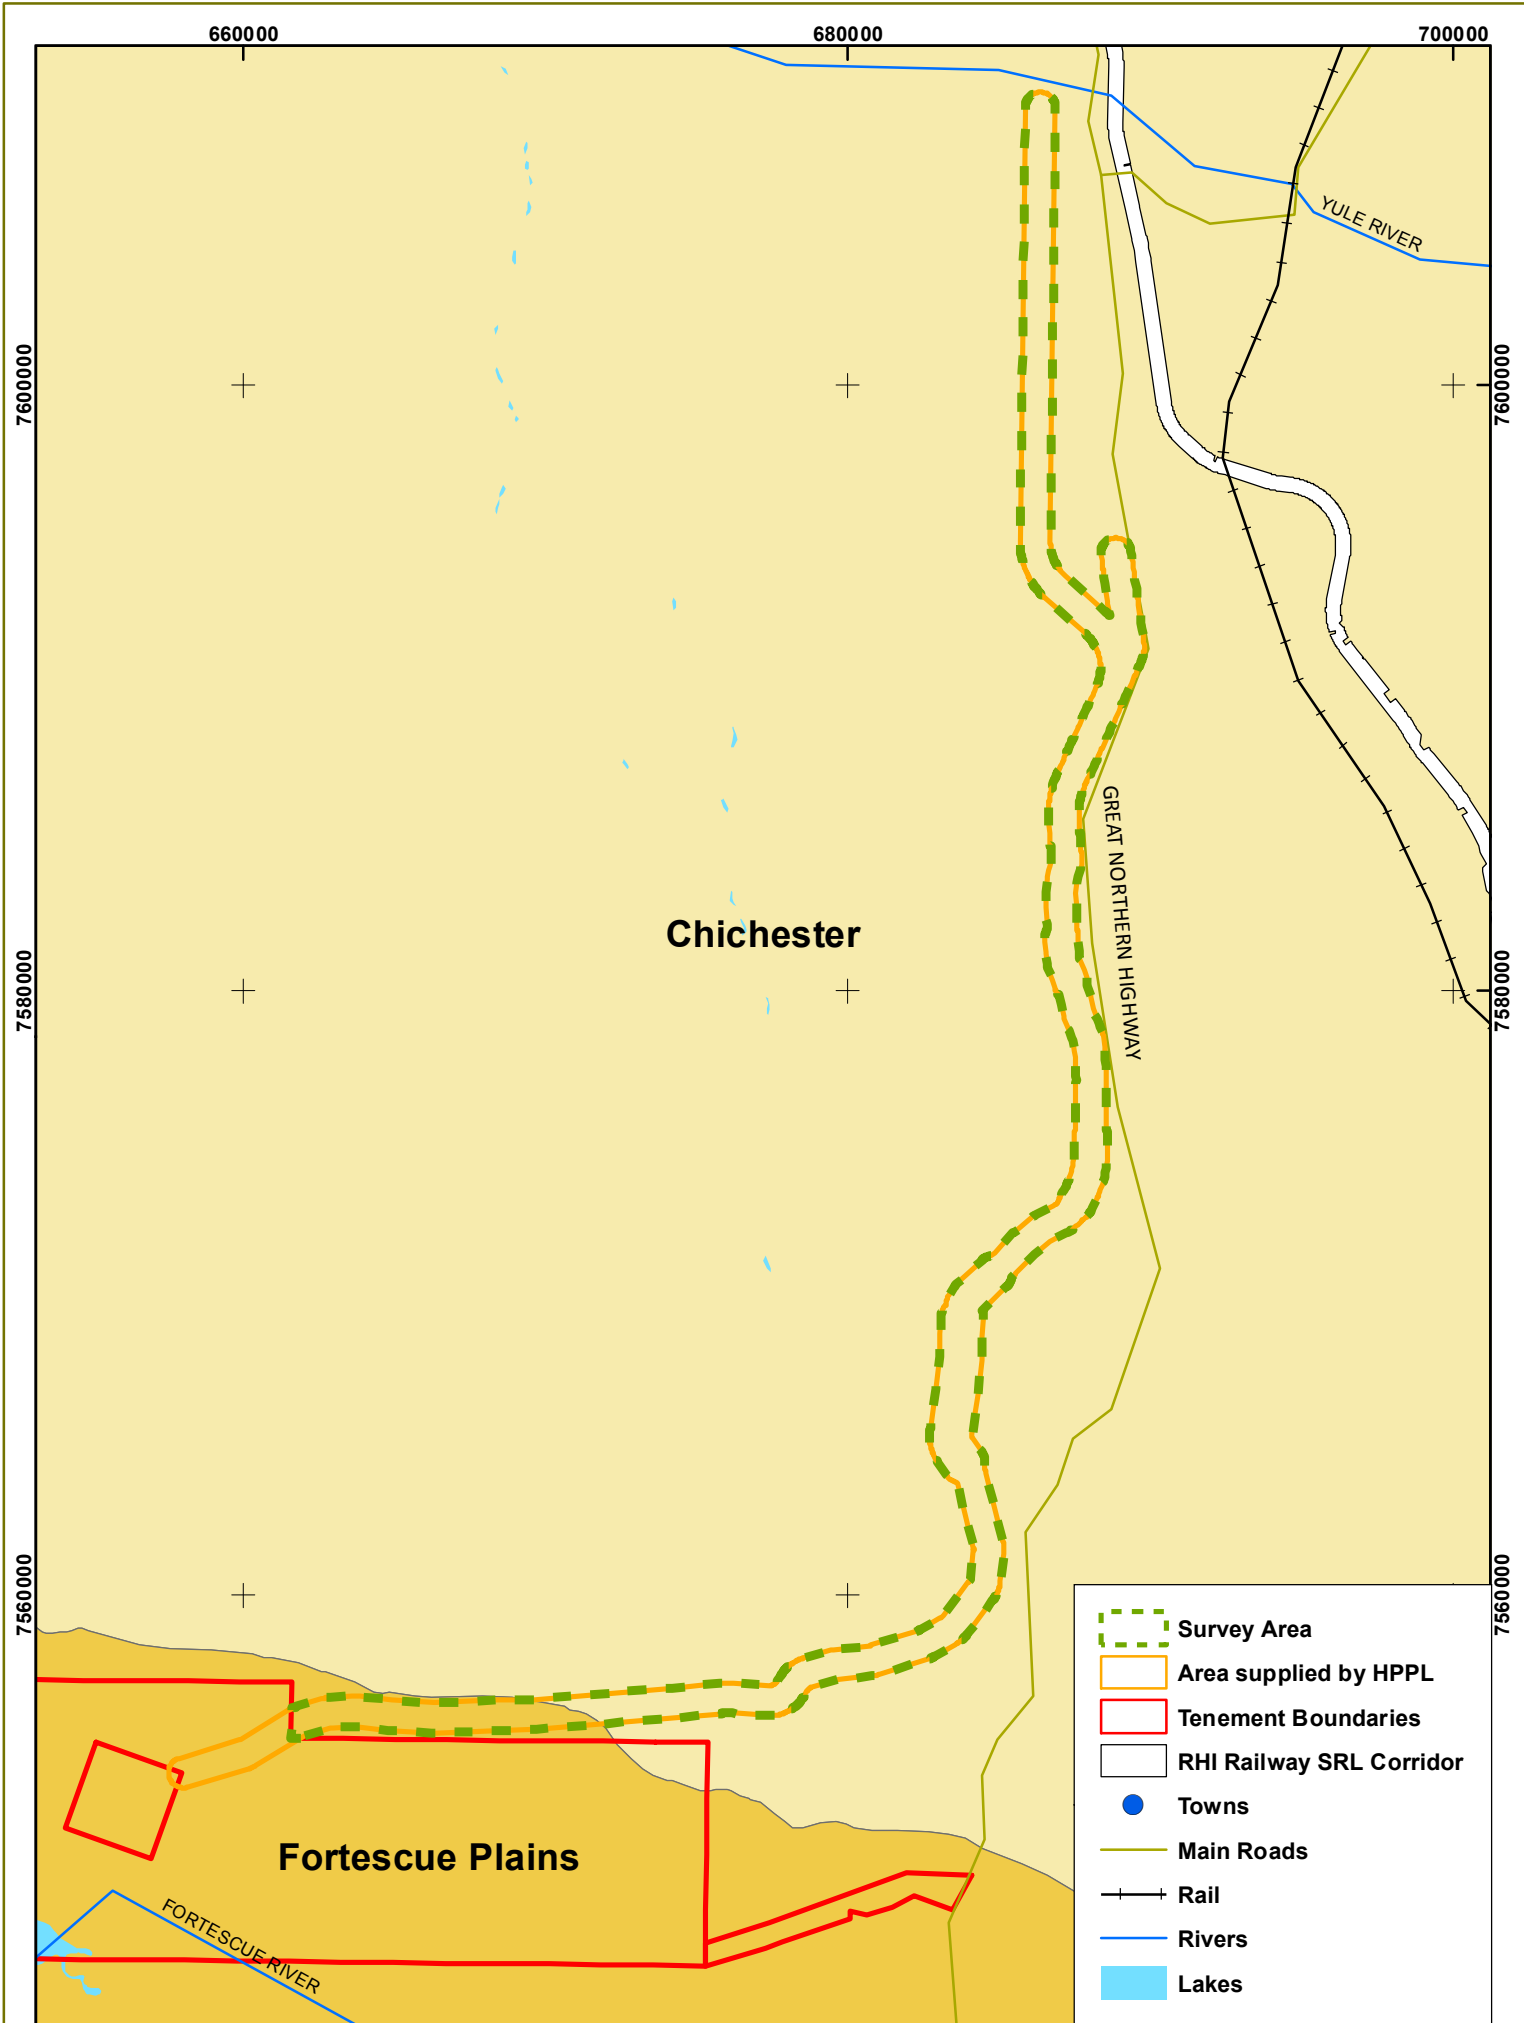 660000 680000 700000
YULE RIVER
7600000 7600000
GREAT NORTHERN HIGHWAY
Chichester
7580000 7580000
7560000 7560000
Survey Area
Area supplied by HPPL
Tenement Boundaries
RHI Railway SRL Corridor
Towns
Main Roads
Rail
Rivers
Lakes
Fortescue Plains
FORTESCUE RIVER